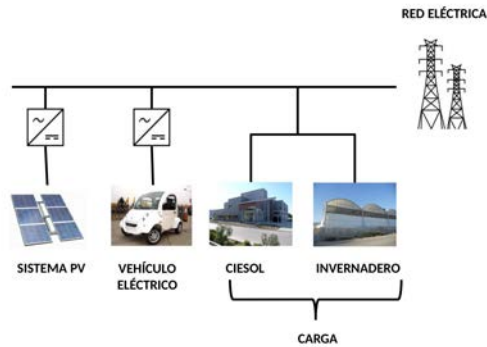 RED ELÉCTRICA
SISTEMA PV
VEHÍCULO
ELÉCTRICO
CIESOL
INVERNADERO
CARGA